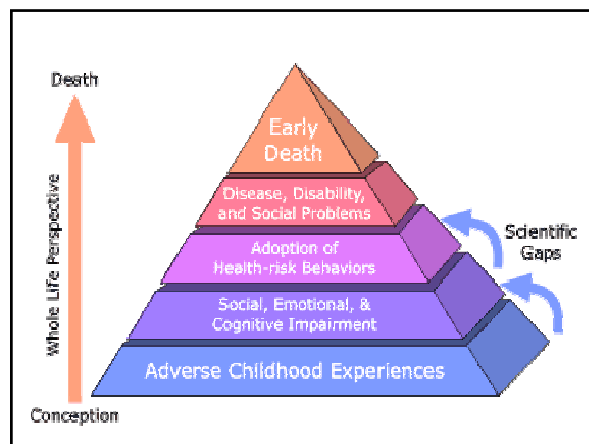 Death
Early
Death
Disease, Disability,
and Social Problems
Adoption of
Health-risk Behaviors
Scientific
Gaps
Social, Emotional, &
Cognitive Impairment
Adverse Childhood Experiences
Whole Life Perspective
Conception